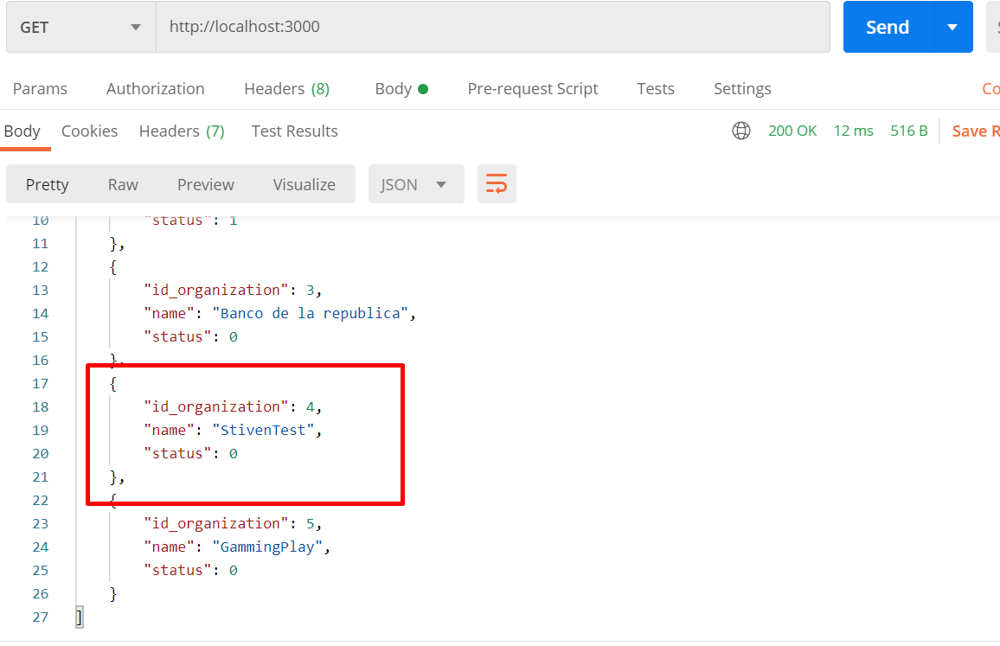 GET http://localhost:3000 Send
Params Authorization Headers (8) Body Pre-request Script Tests Settings
Body Cookies Headers (7) Test Results 200 OK 12 ms 516 B Save
Pretty Raw Preview Visualize JSON
10 "status": 1
11 },
12 {
13 "id_organization": 3,
14 "name": "Banco de la republica",
15 "status": 0
16 },
17 {
18 "id_organization": 4,
19 "name": "StivenTest",
20 "status": 0
21 },
22 {
23 "id_organization": 5,
24 "name": "GammingPlay",
25 "status": 0
26 }
27 ]